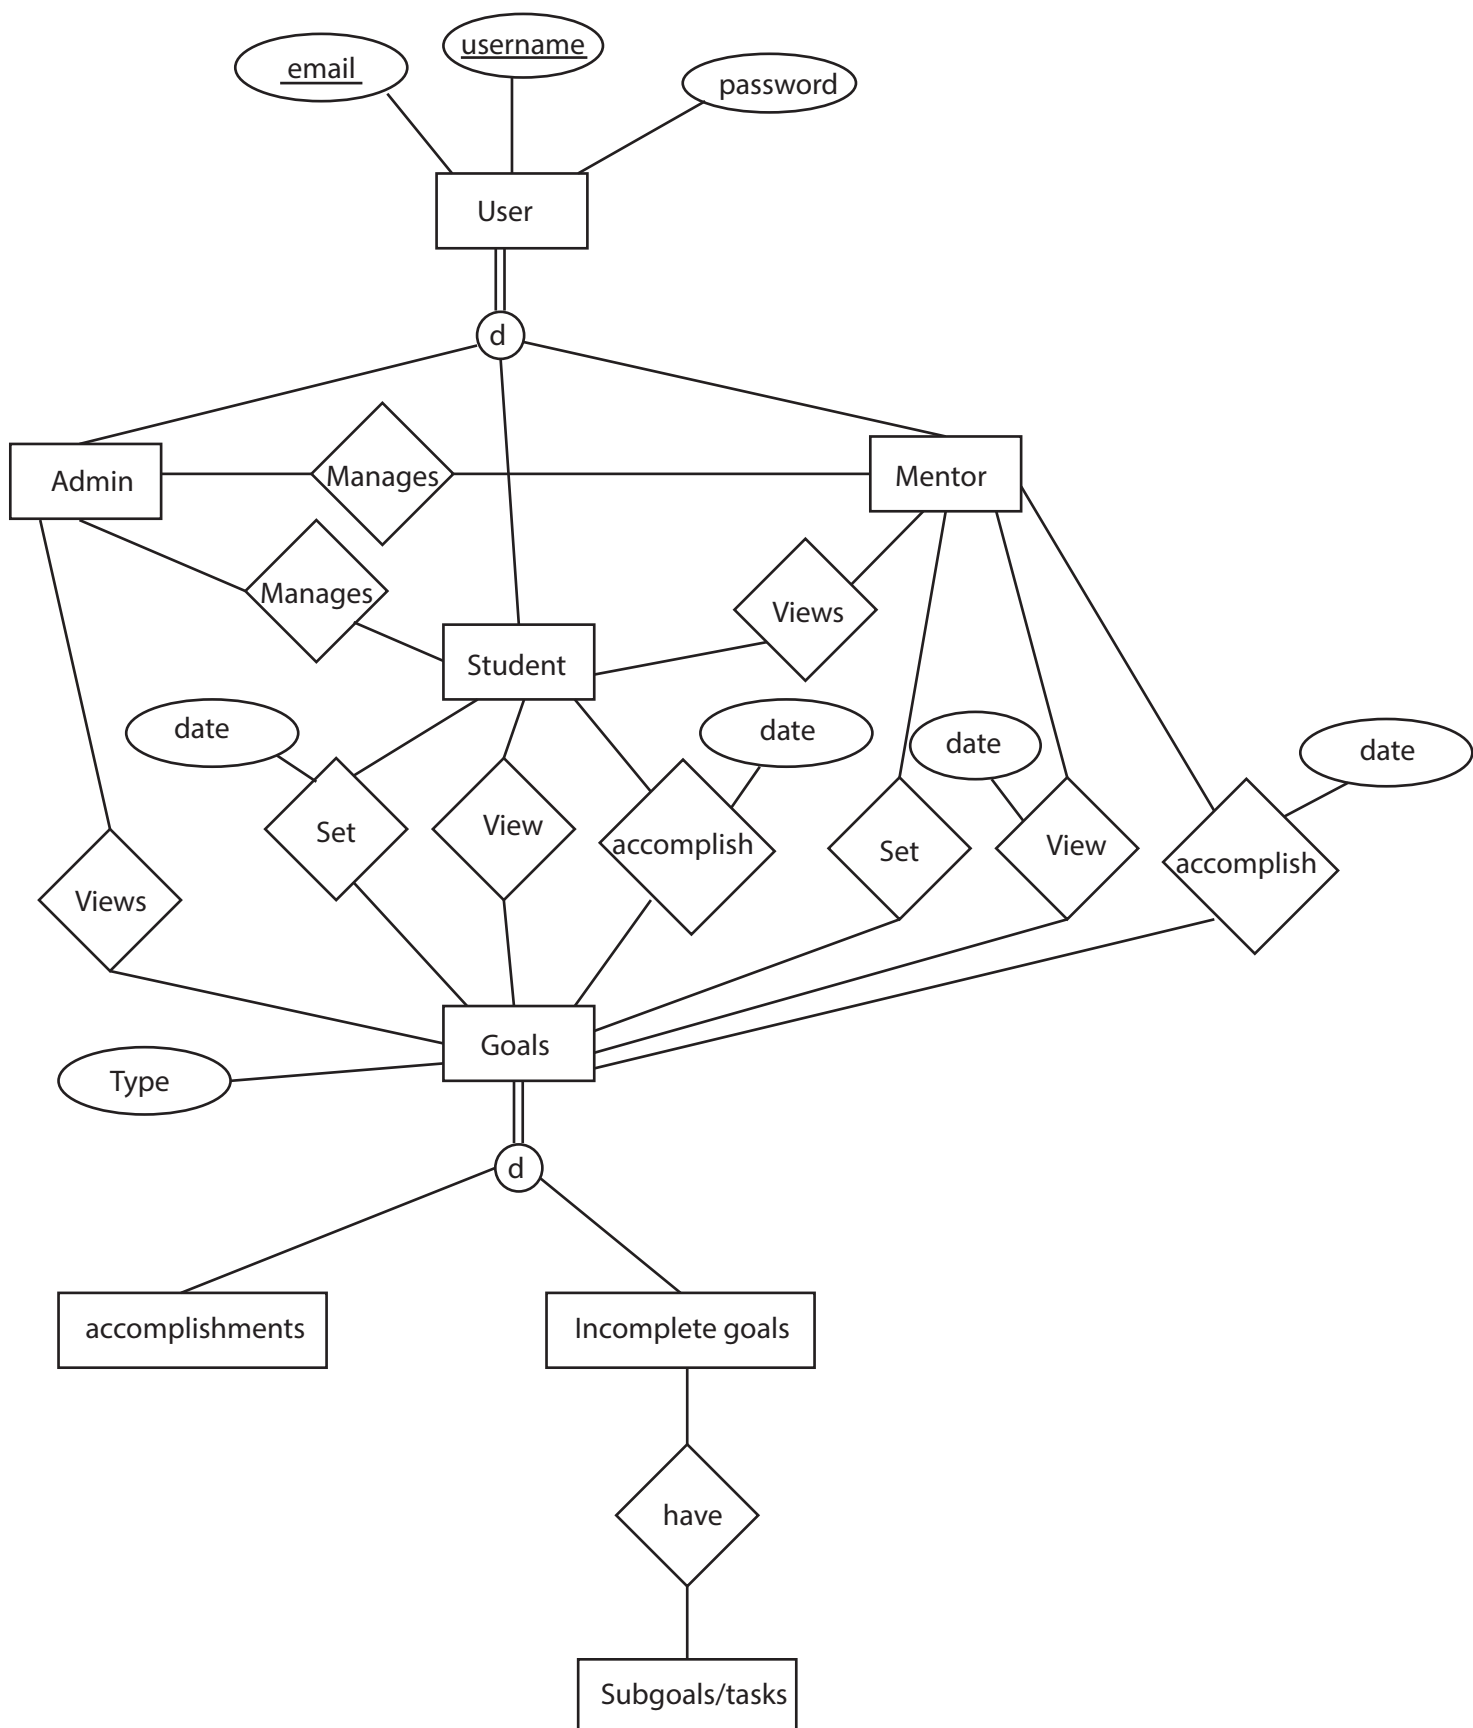 email
username
password
User
d
Admin
Manages
Mentor
Manages
Views
Student
date
date
date
date
Set
View
accomplish
Set
View
accomplish
Views
Goals
Type
d
accomplishments
Incomplete goals
have
Subgoals/tasks